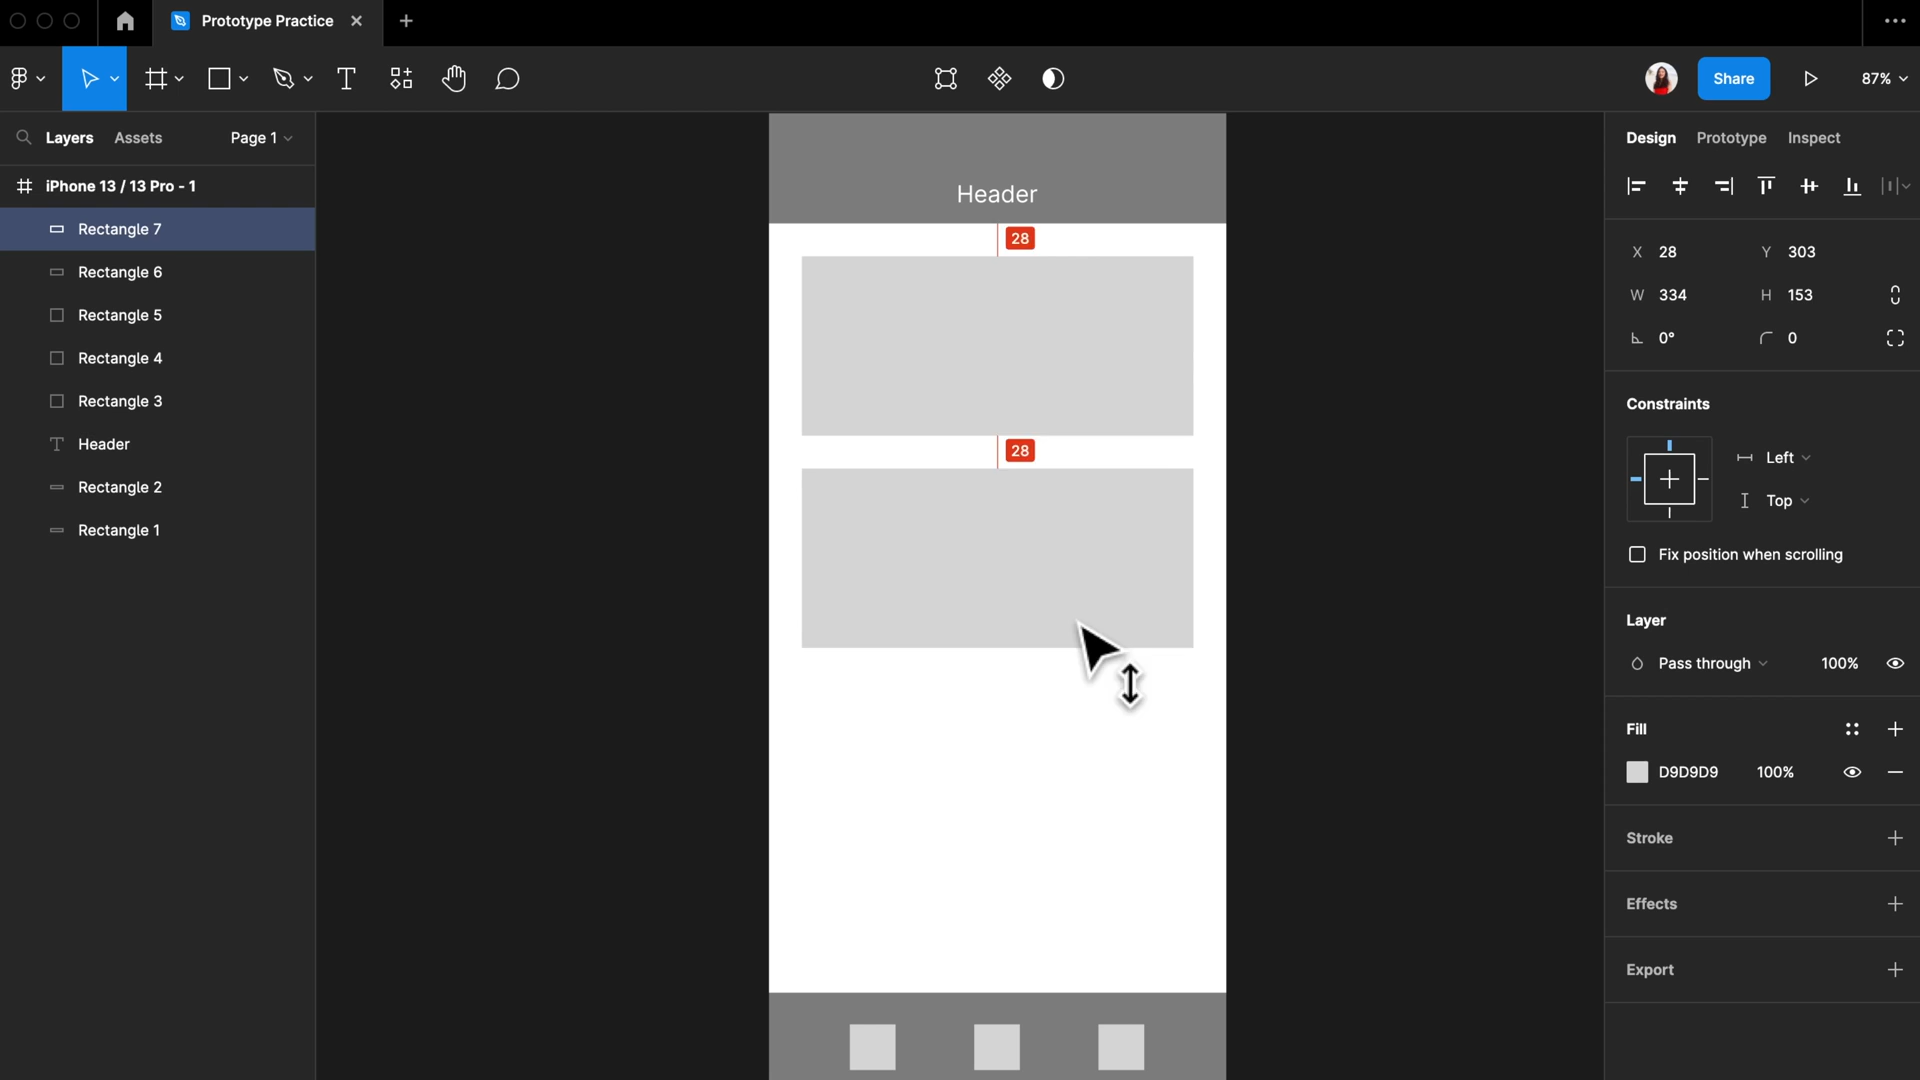 Prototype Practice
Share
87%
Layers
Assets
Page 1
iPhone 13 / 13 Pro - 1
Rectangle 7
Rectangle 6
Rectangle 5
Rectangle 4
Rectangle 3
Header
Rectangle 2
Rectangle 1
Header
28
28
Design
Prototype
Inspect
X 28 Y 303
W 334 H 153
0° 0
Constraints
Left
Top
Fix position when scrolling
Layer
Pass through 100%
Fill
D9D9D9 100%
Stroke
Effects
Export